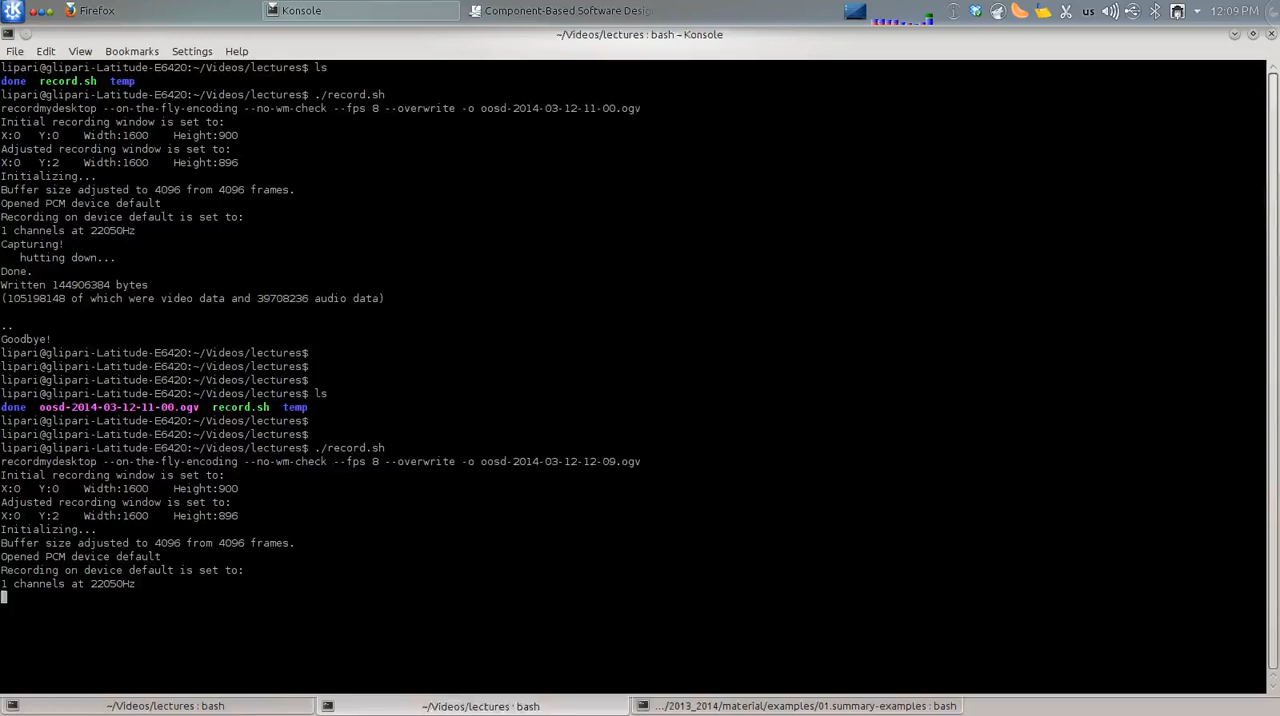 Firefox
Konsole
Component-Based Software Desig
us
12:09 PM
~/Videos/lectures : bash – Konsole
File Edit View Bookmarks Settings Help
lipari@glipari-Latitude-E6420:~/Videos/lectures$ ls
done record.sh temp
lipari@glipari-Latitude-E6420:~/Videos/lectures$ ./record.sh
recordmydesktop --on-the-fly-encoding --no-wm-check --fps 8 --overwrite -o oosd-2014-03-12-11-00.ogv
Initial recording window is set to:
X:0 Y:0 Width:1600 Height:900
Adjusted recording window is set to:
X:0 Y:2 Width:1600 Height:896
Initializing...
Buffer size adjusted to 4096 from 4096 frames.
Opened PCM device default
Recording on device default is set to:
1 channels at 22050Hz
Capturing!
hutting down...
Done.
Written 144906384 bytes
(105198148 of which were video data and 39708236 audio data)
..
Goodbye!
lipari@glipari-Latitude-E6420:~/Videos/lectures$
lipari@glipari-Latitude-E6420:~/Videos/lectures$
lipari@glipari-Latitude-E6420:~/Videos/lectures$
lipari@glipari-Latitude-E6420:~/Videos/lectures$ ls
done oosd-2014-03-12-11-00.ogv record.sh temp
lipari@glipari-Latitude-E6420:~/Videos/lectures$
lipari@glipari-Latitude-E6420:~/Videos/lectures$
lipari@glipari-Latitude-E6420:~/Videos/lectures$ ./record.sh
recordmydesktop --on-the-fly-encoding --no-wm-check --fps 8 --overwrite -o oosd-2014-03-12-12-09.ogv
Initial recording window is set to:
X:0 Y:0 Width:1600 Height:900
Adjusted recording window is set to:
X:0 Y:2 Width:1600 Height:896
Initializing...
Buffer size adjusted to 4096 from 4096 frames.
Opened PCM device default
Recording on device default is set to:
1 channels at 22050Hz
~/Videos/lectures : bash
~/Videos/lectures : bash
.../2013_2014/material/examples/01.summary-examples : bash